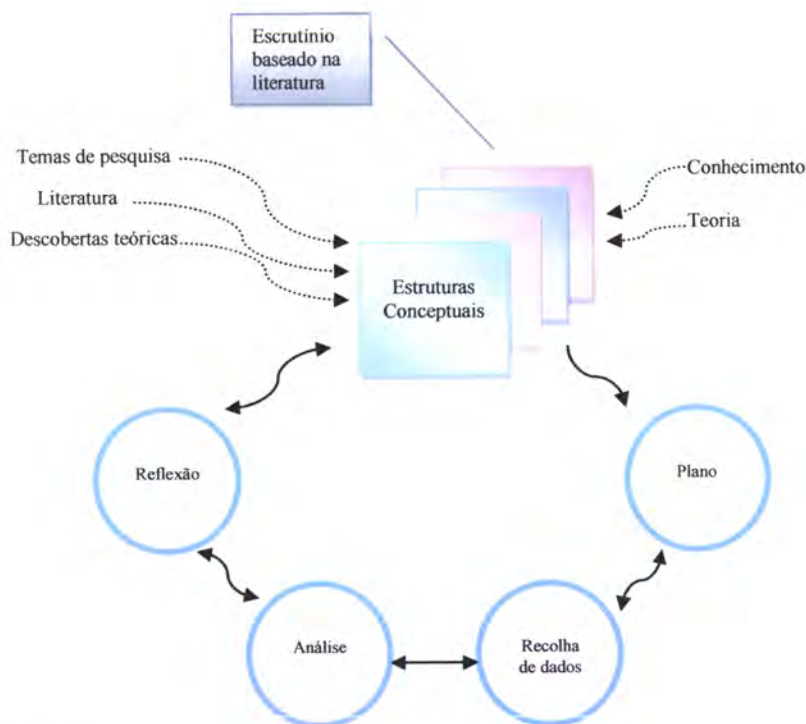 Escrutínio
baseado na
literatura
Temas de pesquisa
Literatura
Descobertas teóricas
Conhecimento
Teoria
Estruturas
Conceptuais
Reflexão
Plano
Análise
Recolha
de dados